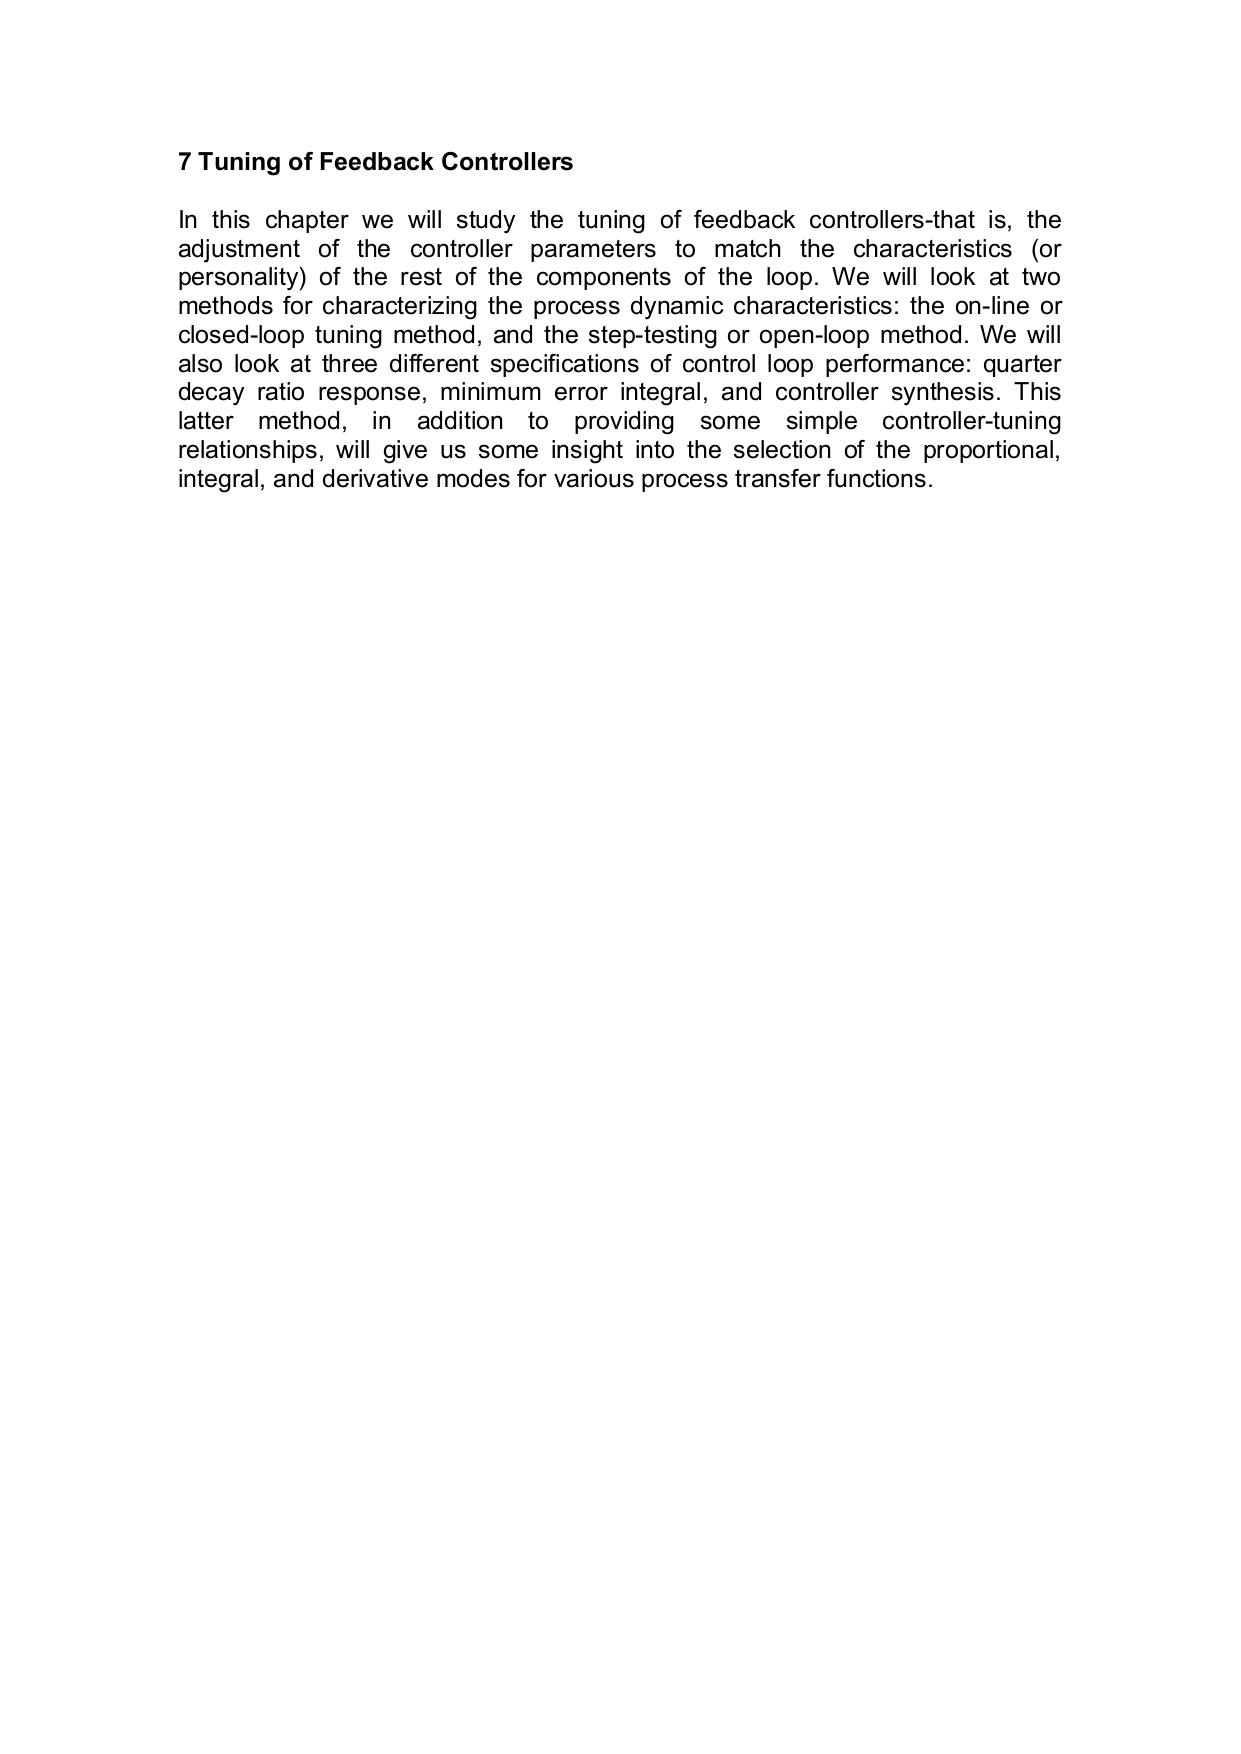 7 Tuning of Feedback Controllers
In this chapter we will study the tuning of feedback controllers-that is, the
adjustment of the controller parameters to match the characteristics (or
personality) of the rest of the components of the loop. We will look at two
methods for characterizing the process dynamic characteristics: the on-line or
closed-loop tuning method, and the step-testing or open-loop method. We will
also look at three different specifications of control loop performance: quarter
decay ratio response, minimum error integral, and controller synthesis. This
latter method, in addition to providing some simple controller-tuning
relationships, will give us some insight into the selection of the proportional,
integral, and derivative modes for various process transfer functions.